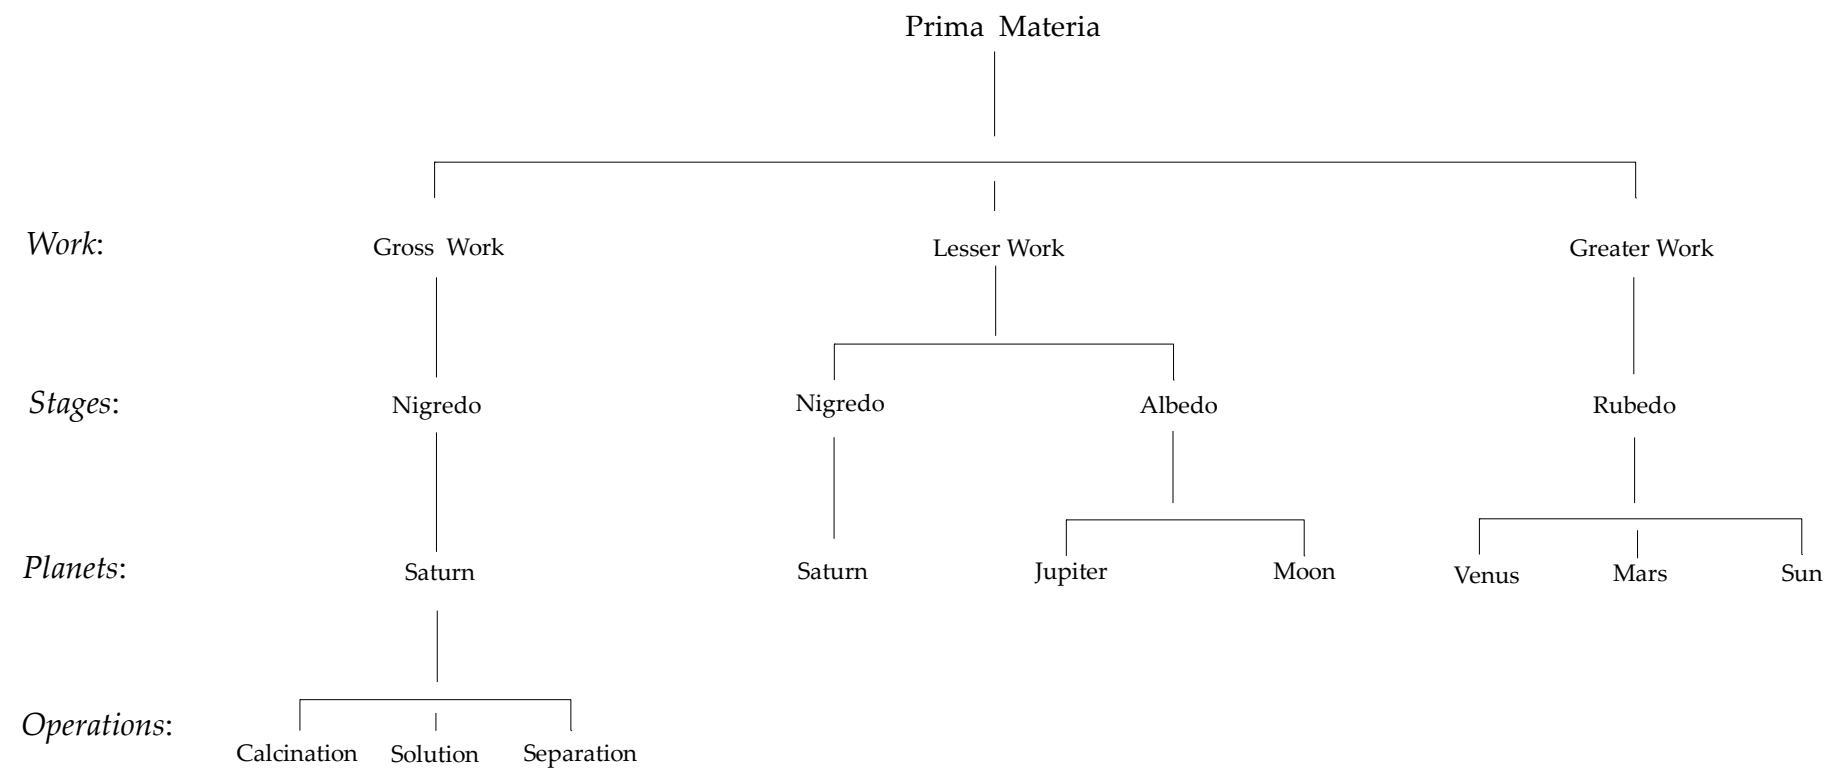 Prima Materia
Work: Gross Work Lesser Work Greater Work
Stages: Nigredo Nigredo Albedo Rubedo
Planets: Saturn Saturn Jupiter Moon Venus Mars Sun
Operations: Calcination Solution Separation